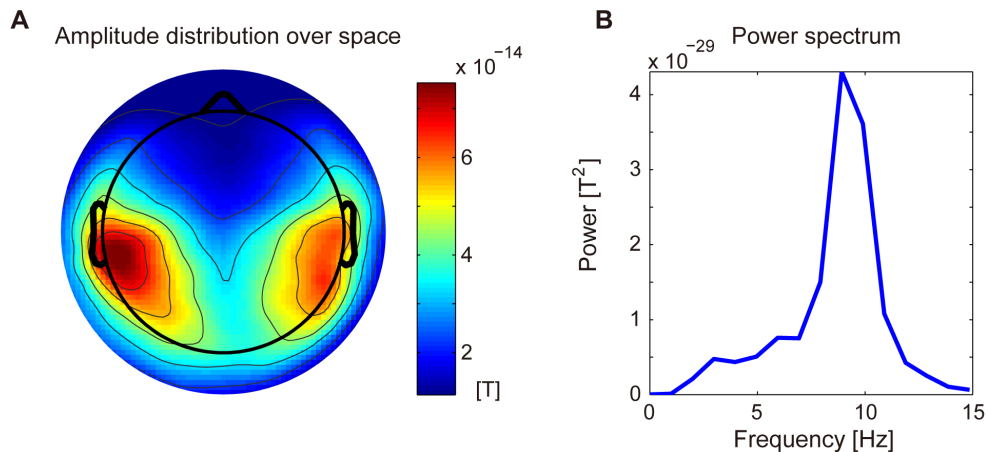 A
Amplitude distribution over space
x 10⁻¹⁴
6
4
2
[T]
B
Power spectrum
x 10⁻²⁹
4
3
2
1
0
Power [T²]
0
5
10
15
Frequency [Hz]